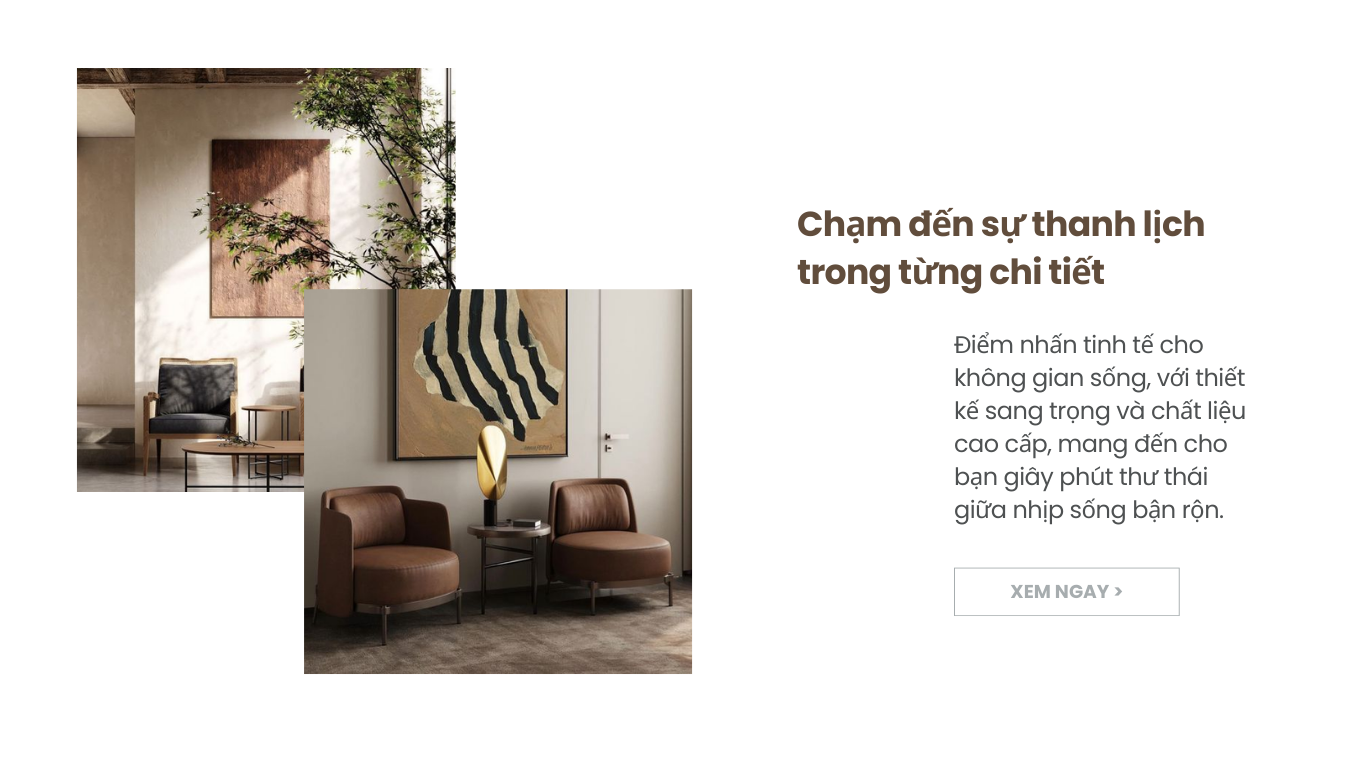 Chạm đến sự thanh lịch
trong từng chi tiết
Điểm nhấn tinh tế cho
không gian sống, với thiết
kế sang trọng và chất liệu
cao cấp, mang đến cho
bạn giây phút thư thái
giữa nhịp sống bận rộn.
XEM NGAY >